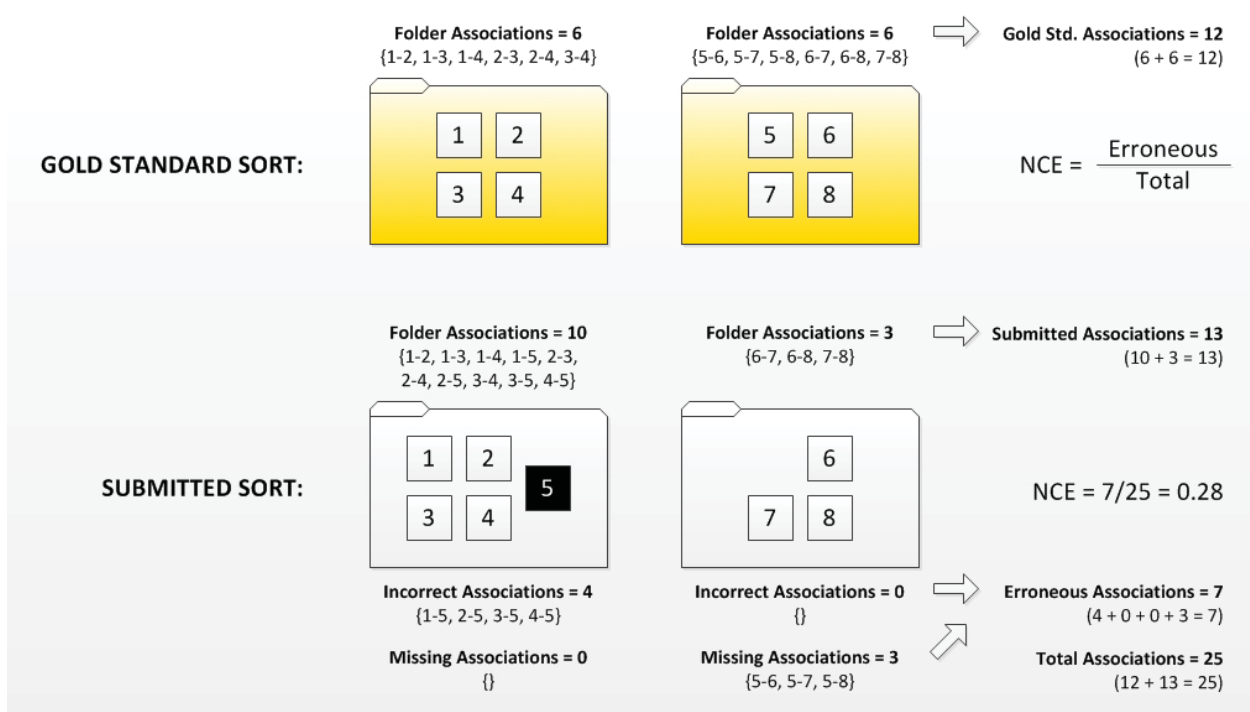 Folder Associations = 6
{1-2, 1-3, 1-4, 2-3, 2-4, 3-4}
Folder Associations = 6
{5-6, 5-7, 5-8, 6-7, 6-8, 7-8}
Gold Std. Associations = 12
(6 + 6 = 12)
GOLD STANDARD SORT:
1 2
3 4
5 6
7 8
NCE = Erroneous
Total
Folder Associations = 10
{1-2, 1-3, 1-4, 1-5, 2-3,
2-4, 2-5, 3-4, 3-5, 4-5}
Folder Associations = 3
{6-7, 6-8, 7-8}
Submitted Associations = 13
(10 + 3 = 13)
SUBMITTED SORT:
1 2
5
3 4
6
7 8
NCE = 7/25 = 0.28
Incorrect Associations = 4
{1-5, 2-5, 3-5, 4-5}
Incorrect Associations = 0
{}
Erroneous Associations = 7
(4 + 0 + 0 + 3 = 7)
Missing Associations = 0
{}
Missing Associations = 3
{5-6, 5-7, 5-8}
Total Associations = 25
(12 + 13 = 25)